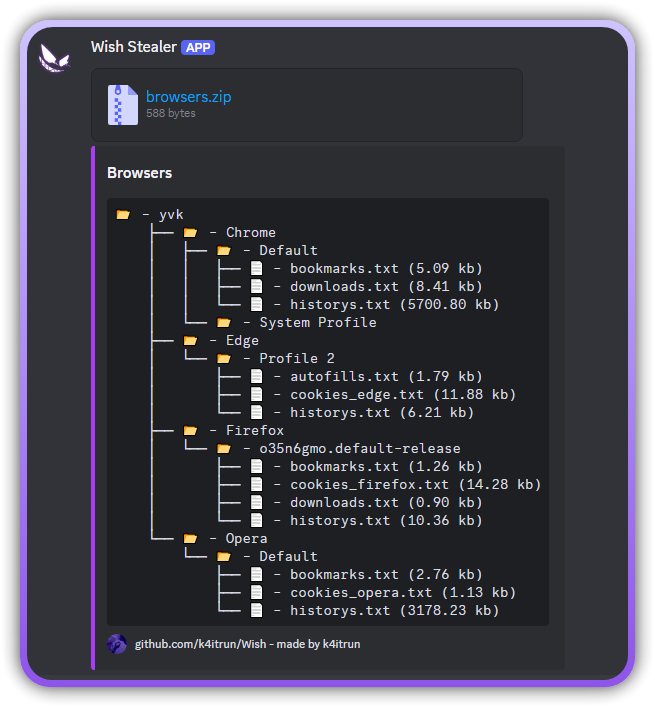 Wish Stealer APP
browsers.zip
588 bytes
Browsers
- yvk
- Chrome
- Default
- bookmarks.txt (5.09 kb)
- downloads.txt (8.41 kb)
- historys.txt (5700.80 kb)
- System Profile
- Edge
- Profile 2
- autofills.txt (1.79 kb)
- cookies_edge.txt (11.88 kb)
- historys.txt (6.21 kb)
- Firefox
- o35n6gmo.default-release
- bookmarks.txt (1.26 kb)
- cookies_firefox.txt (14.28 kb)
- downloads.txt (0.90 kb)
- historys.txt (10.36 kb)
- Opera
- Default
- bookmarks.txt (2.76 kb)
- cookies_opera.txt (1.13 kb)
- historys.txt (3178.23 kb)
github.com/k4itrun/Wish - made by k4itrun